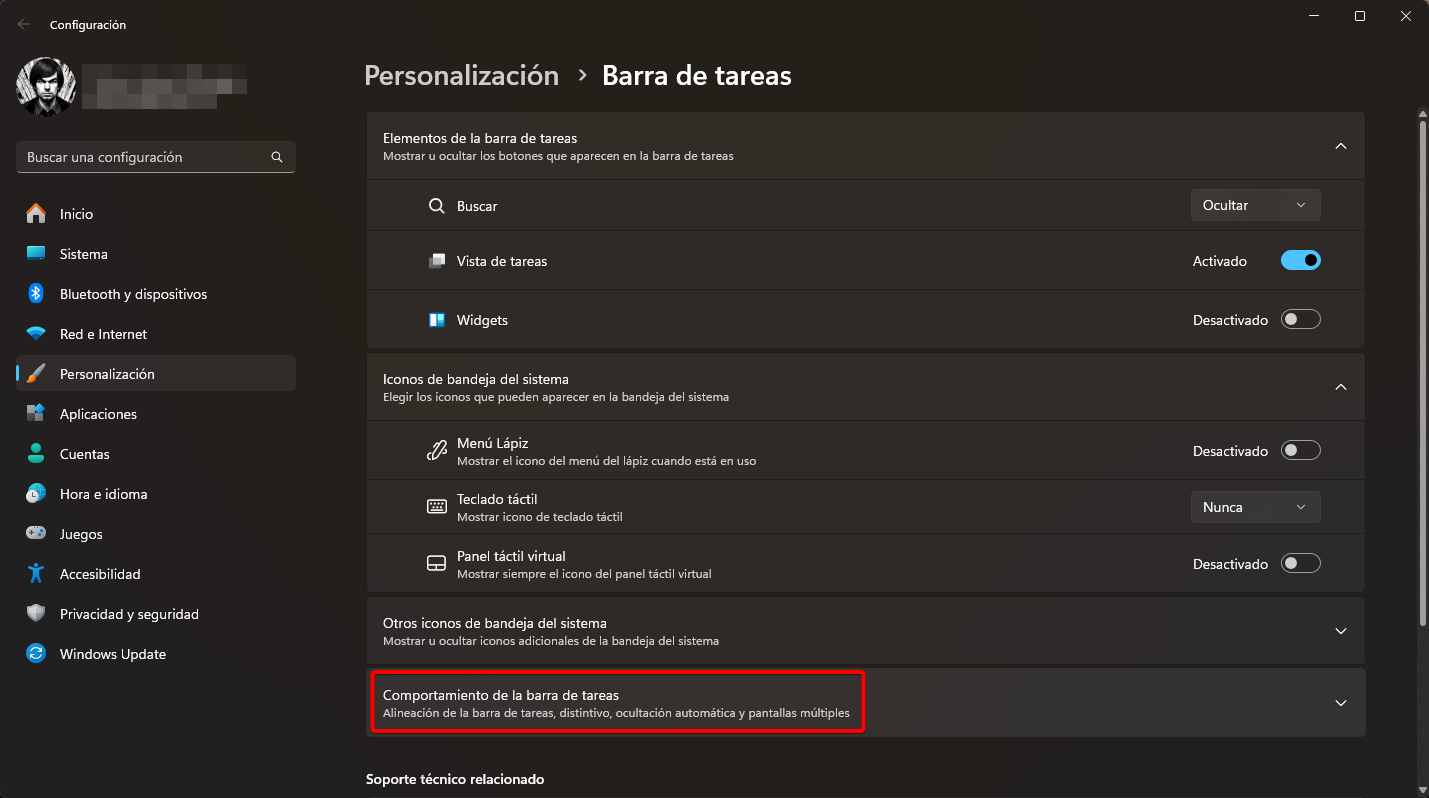 Configuración
Buscar una configuración
Inicio
Sistema
Bluetooth y dispositivos
Red e Internet
Personalización
Aplicaciones
Cuentas
Hora e idioma
Juegos
Accesibilidad
Privacidad y seguridad
Windows Update
Personalización > Barra de tareas
Elementos de la barra de tareas
Mostrar u ocultar los botones que aparecen en la barra de tareas
Buscar Ocultar
Vista de tareas Activado
Widgets Desactivado
Iconos de bandeja del sistema
Elegir los iconos que pueden aparecer en la bandeja del sistema
Menú Lápiz
Mostrar el icono del menú del lápiz cuando está en uso
Desactivado
Teclado táctil
Mostrar icono de teclado táctil
Nunca
Panel táctil virtual
Mostrar siempre el icono del panel táctil virtual
Desactivado
Otros iconos de bandeja del sistema
Mostrar u ocultar iconos adicionales de la bandeja del sistema
Comportamiento de la barra de tareas
Alineación de la barra de tareas, distintivo, ocultación automática y pantallas múltiples
Soporte técnico relacionado